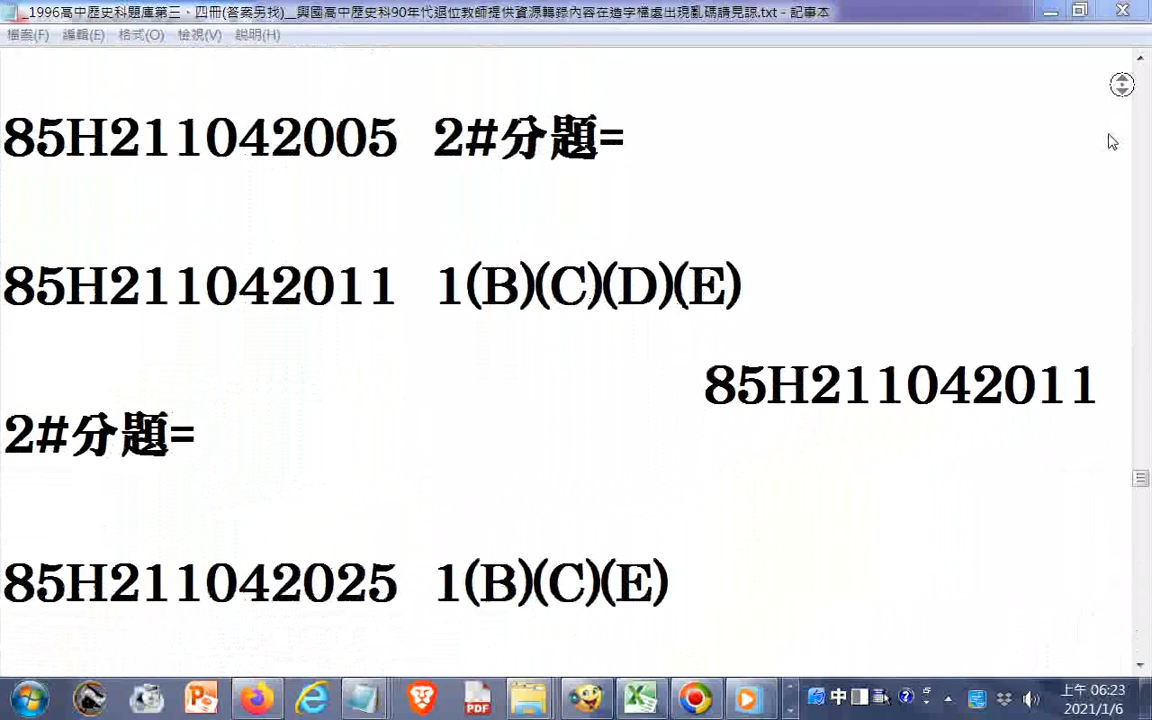 _1996高中歷史科題庫第三、四冊(答案另找)__興國高中歷史科90年代退位教師提供資源轉錄內容在造字檔處出現亂碼請見諒.txt - 記事本
檔案(F) 編輯(E) 格式(O) 檢視(V) 說明(H)
85H211042005 2#分題=
85H211042011 1(B)(C)(D)(E)
85H211042011
2#分題=
85H211042025 1(B)(C)(E)
中
上午 06:23
2021/1/6
PDF